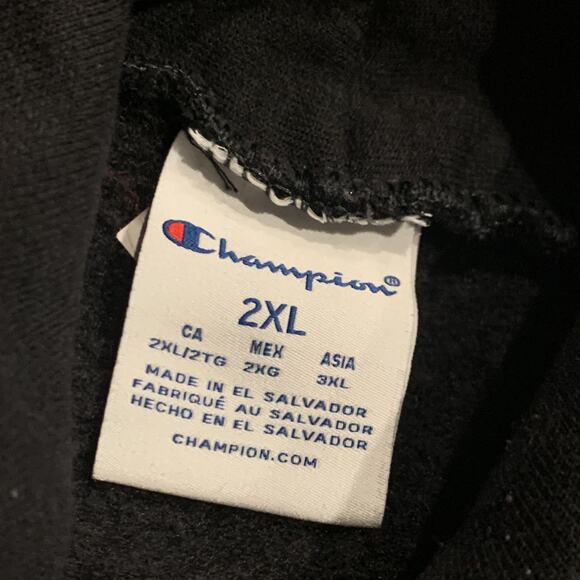 Champion®
2XL
CA MEX ASIA
2XL/2TG 2XG 3XL
MADE IN EL SALVADOR
FABRIQUÉ AU SALVADOR
HECHO EN EL SALVADOR
CHAMPION.COM